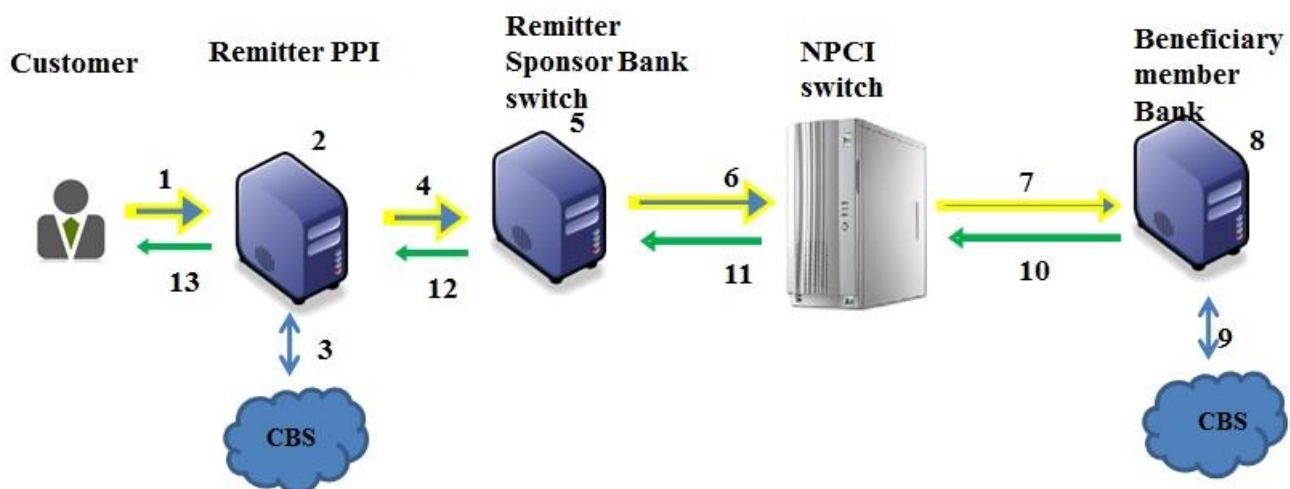 Customer
Remitter PPI
Remitter
Sponsor Bank
switch
NPCI
switch
Beneficiary
member
Bank
2
5
8
1
4
6
7
13
12
11
10
3
9
CBS
CBS